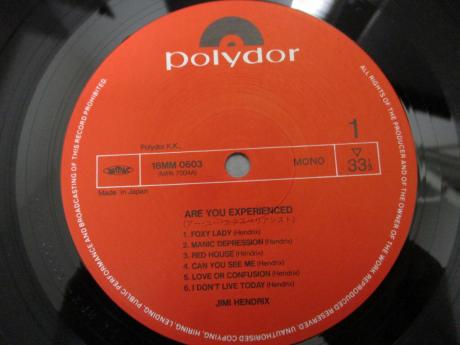 polydor
Polydor K.K.,
1
18MM 0603
MONO
33⅓
Made in Japan
ARE YOU EXPERIENCED
1. FOXY LADY (Hendrix)
2. MANIC DEPRESSION (Hendrix)
3. RED HOUSE (Hendrix)
4. CAN YOU SEE ME (Hendrix)
5. LOVE OR CONFUSION (Hendrix)
6. I DON'T LIVE TODAY (Hendrix)
JIMI HENDRIX
ALL RIGHTS OF THE PRODUCER AND OF THE OWNER OF THE WORK REPRODUCED RESERVED. UNAUTHORISED COPYING, HIRING, LENDING, PUBLIC PERFORMANCE AND BROADCASTING OF THIS RECORD PROHIBITED.